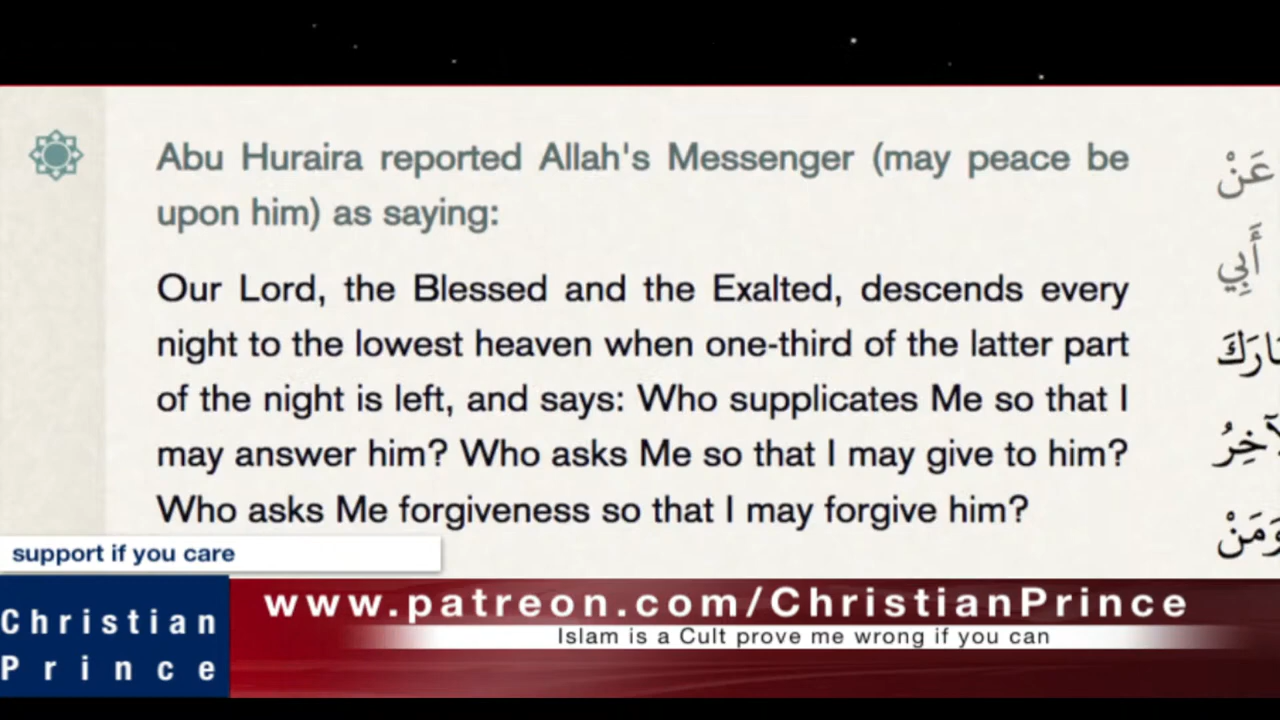 Abu Huraira reported Allah's Messenger (may peace be
upon him) as saying:
Our Lord, the Blessed and the Exalted, descends every
night to the lowest heaven when one-third of the latter part
of the night is left, and says: Who supplicates Me so that I
may answer him? Who asks Me so that I may give to him?
Who asks Me forgiveness so that I may forgive him?
عَنْ
أَبِي
support if you care
Christian
Prince
www.patreon.com/ChristianPrince
Islam is a Cult prove me wrong if you can